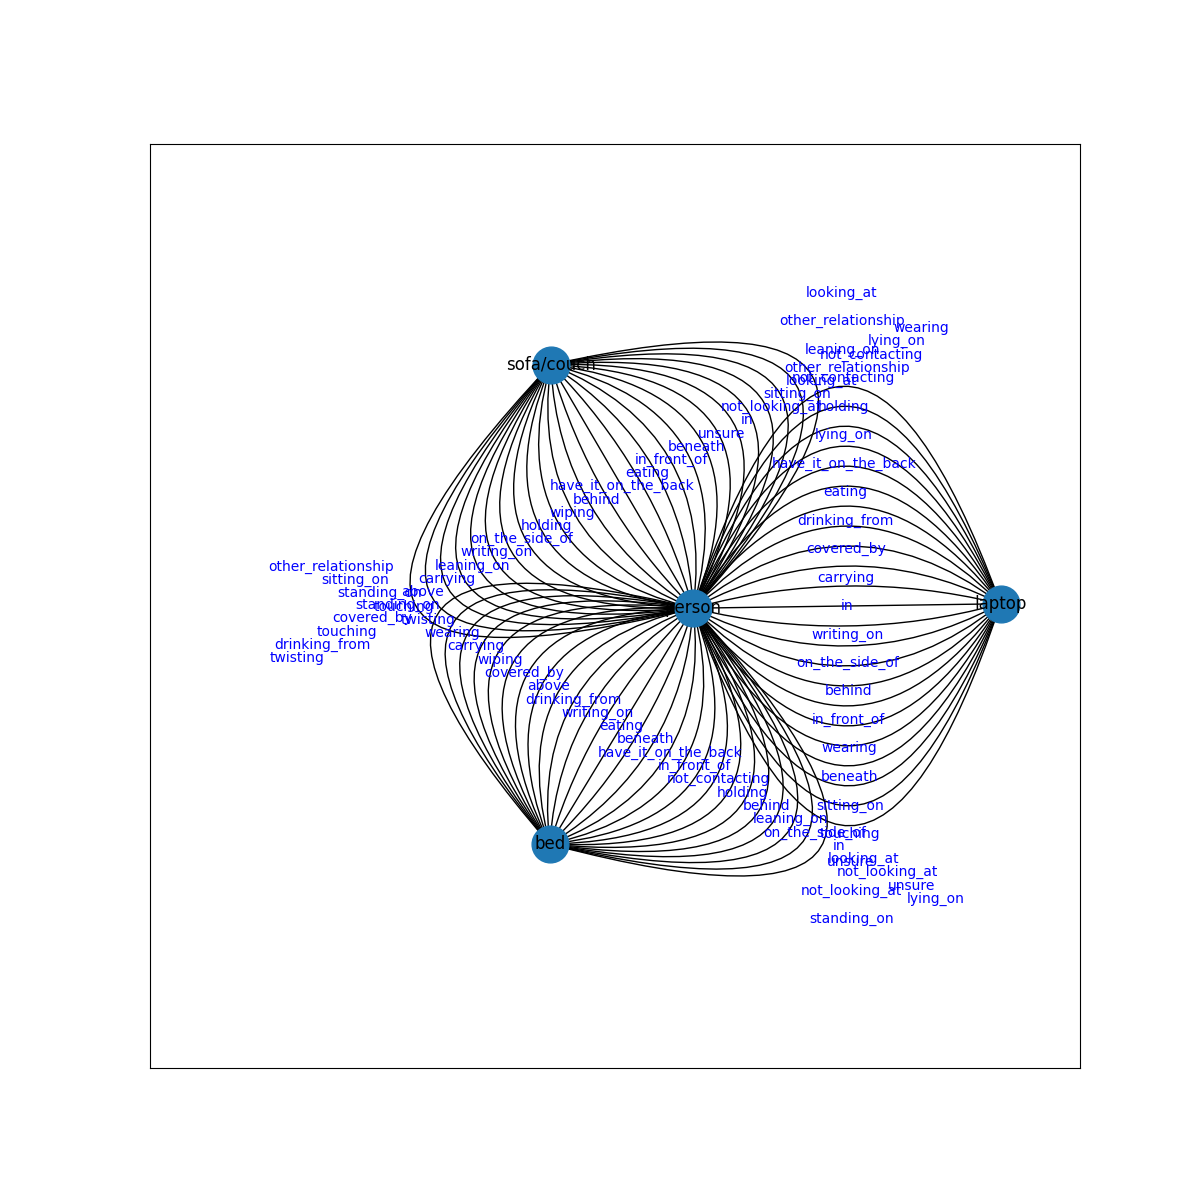 looking_at
other_relationship
wearing
lying_on
leaning_on
not_contacting
other_relationship
not_contacting
looking_at
sofa/couch
sitting_on
not_looking_at
holding
in
unsure
lying_on
beneath
in_front_of
have_it_on_the_back
eating
have_it_on_the_back
eating
behind
wiping
drinking_from
holding
on_the_side_of
covered_by
writing_on
leaning_on
other_relationship
carrying
carrying
sitting_on
above
standing_on
standing_on
touching
in
laptop
person
covered_by
twisting
touching
wearing
writing_on
drinking_from
carrying
twisting
wiping
on_the_side_of
covered_by
above
behind
drinking_from
writing_on
in_front_of
eating
beneath
wearing
have_it_on_the_back
in_front_of
not_contacting
beneath
holding
behind
sitting_on
leaning_on
on_the_side_of
touching
bed
in
unsure
looking_at
not_looking_at
unsure
not_looking_at
lying_on
standing_on